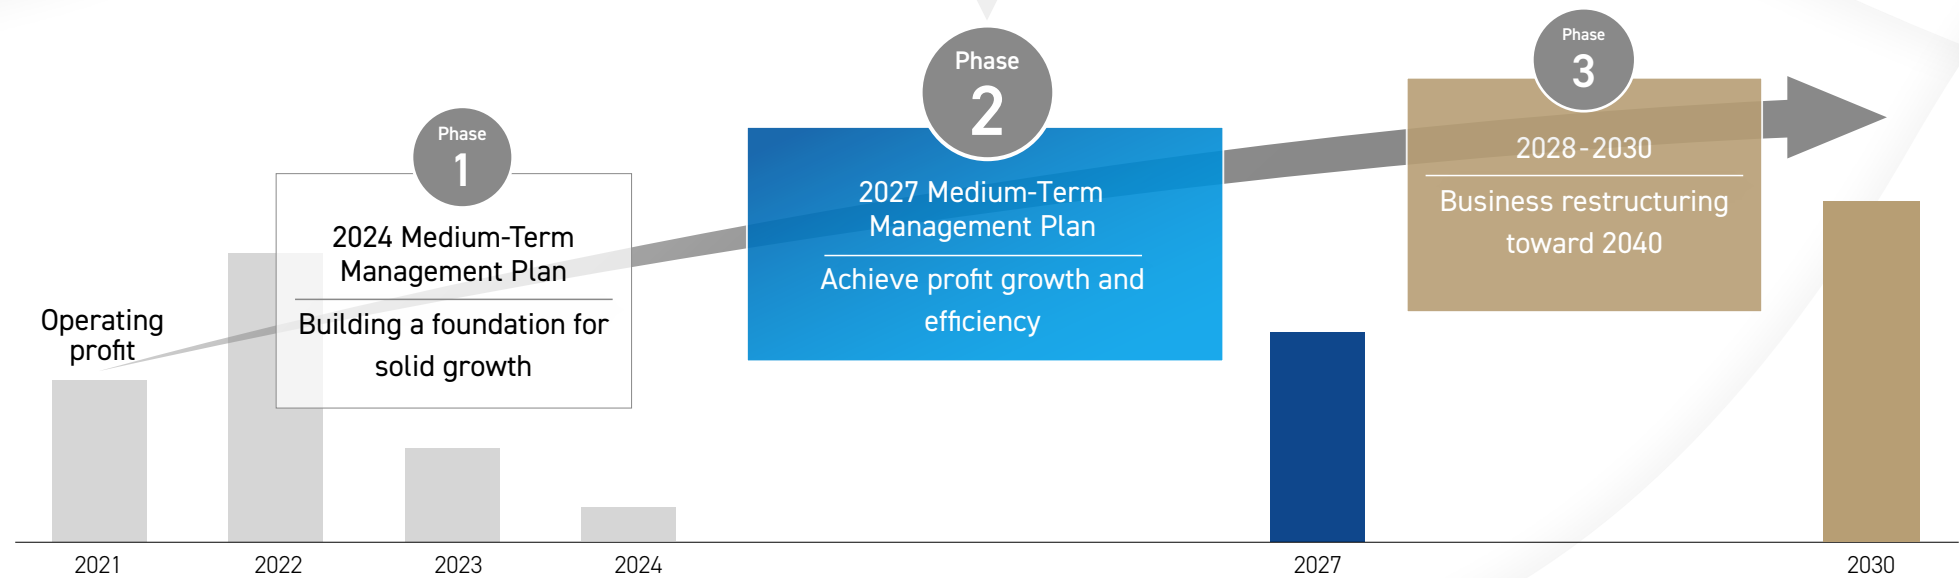 Operating
profit
Phase
1
2024 Medium-Term
Management Plan
Building a foundation for
solid growth
Phase
2
2027 Medium-Term
Management Plan
Achieve profit growth and
efficiency
Phase
3
2028-2030
Business restructuring
toward 2040
2021
2022
2023
2024
2027
2030